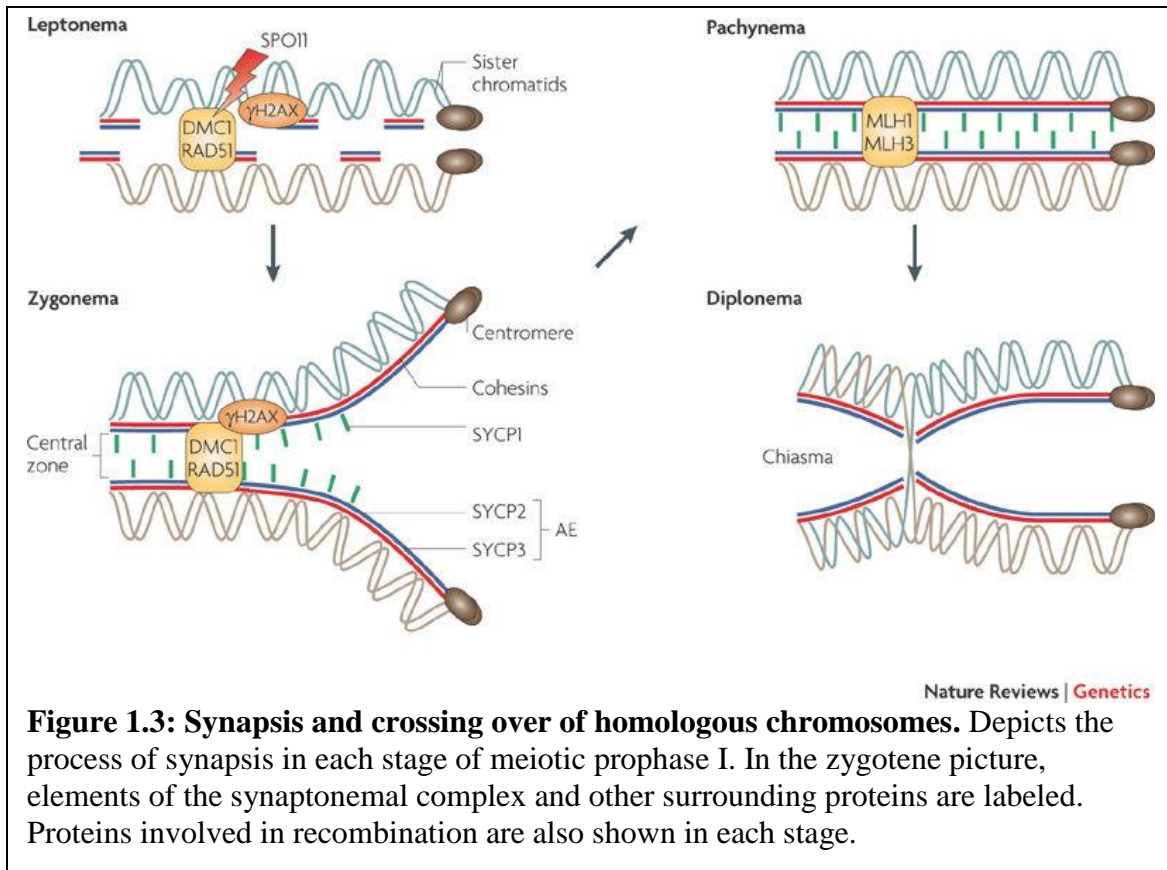 Leptonema
SPO11
Sister
chromatids
γH2AX
DMC1
RAD51
Pachynema
MLH1
MLH3
Zygonema
Centromere
Cohesins
γH2AX
SYCP1
Central
zone
DMC1
RAD51
SYCP2
AE
SYCP3
Diplonema
Chiasma
Nature Reviews | Genetics
Figure 1.3: Synapsis and crossing over of homologous chromosomes. Depicts the
process of synapsis in each stage of meiotic prophase I. In the zygotene picture,
elements of the synaptonemal complex and other surrounding proteins are labeled.
Proteins involved in recombination are also shown in each stage.